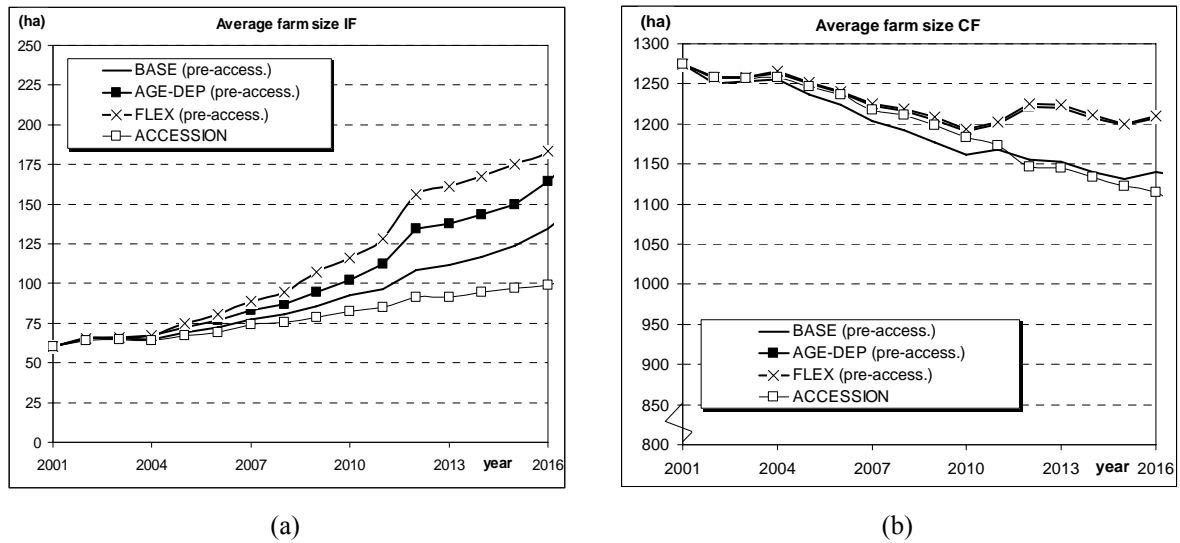 (ha)
Average farm size IF
250
225
200
175
150
125
100
75
50
25
0
BASE (pre-access.)
AGE-DEP (pre-access.)
FLEX (pre-access.)
ACCESSION
2001 2004 2007 2010 2013 year 2016
(a)
(ha)
Average farm size CF
1300
1250
1200
1150
1100
1050
1000
950
900
850
800
BASE (pre-access.)
AGE-DEP (pre-access.)
FLEX (pre-access.)
ACCESSION
2001 2004 2007 2010 2013 year 2016
(b)